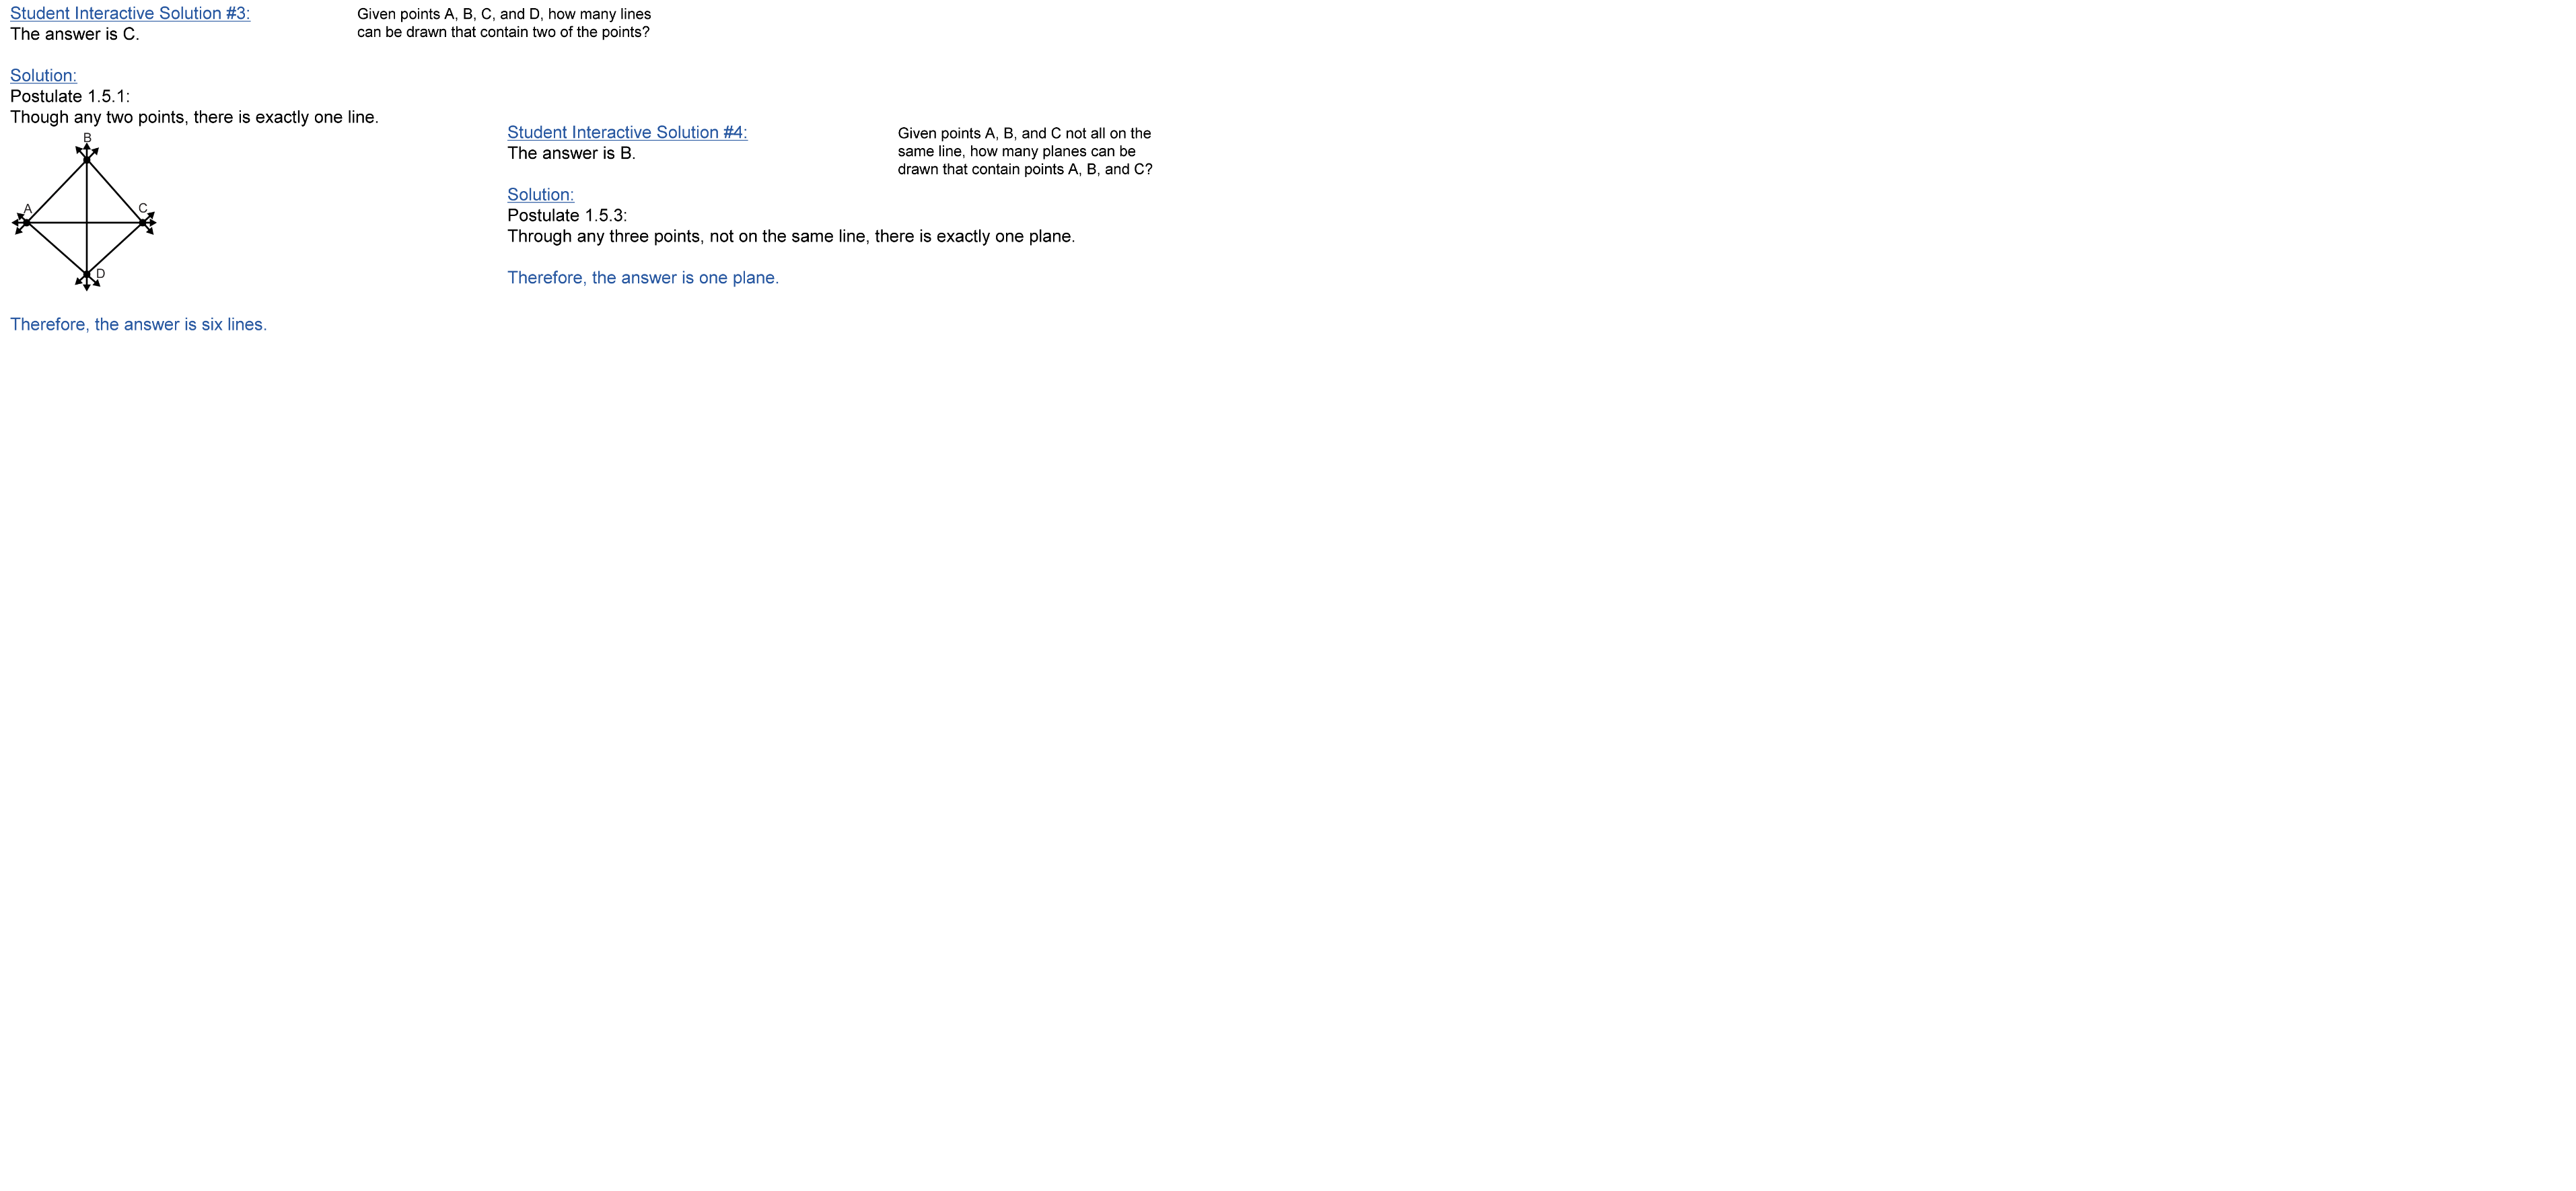 Student Interactive Solution #3:
The answer is C.
Given points A, B, C, and D, how many lines
can be drawn that contain two of the points?
Solution:
Postulate 1.5.1:
Though any two points, there is exactly one line.
B
A
C
D
Therefore, the answer is six lines.
Student Interactive Solution #4:
The answer is B.
Given points A, B, and C not all on the
same line, how many planes can be
drawn that contain points A, B, and C?
Solution:
Postulate 1.5.3:
Through any three points, not on the same line, there is exactly one plane.
Therefore, the answer is one plane.